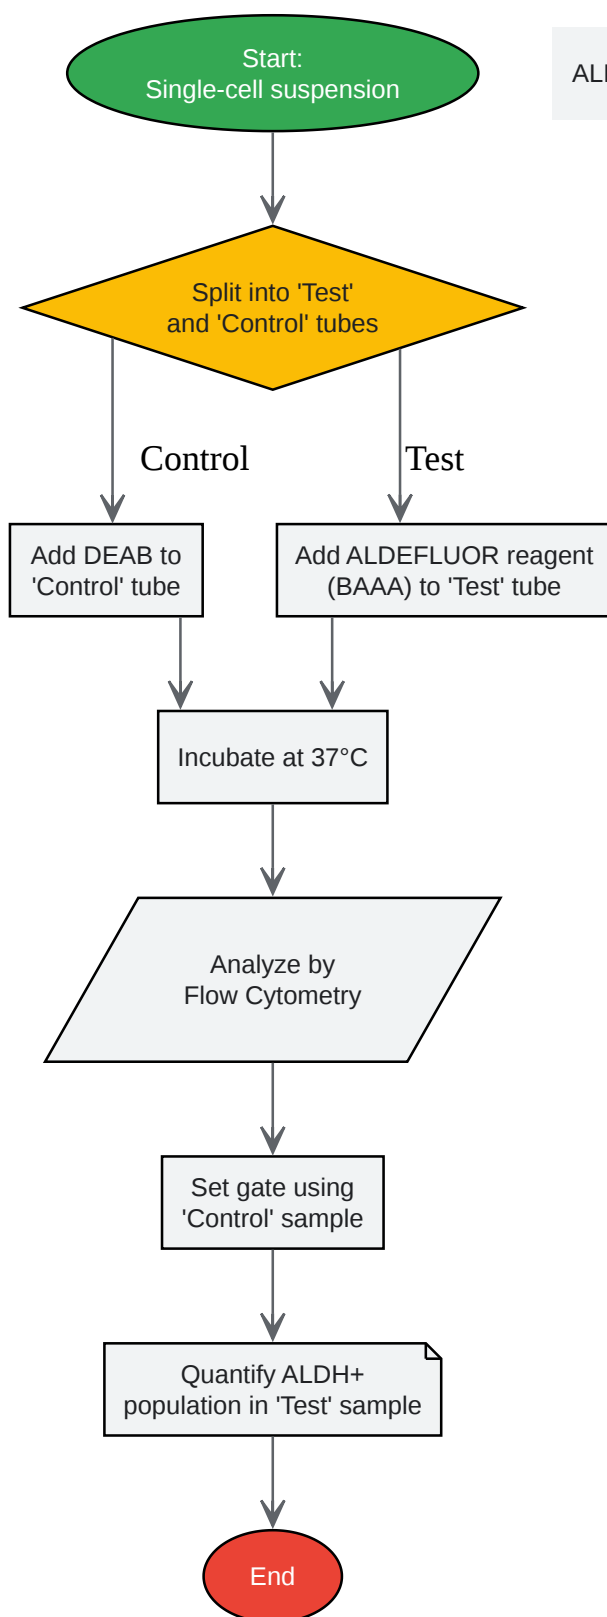 Start:
Single-cell suspension
Split into 'Test'
and 'Control' tubes
Control
Test
Add DEAB to
'Control' tube
Add ALDEFLUOR reagent
(BAAA) to 'Test' tube
Incubate at 37°C
Analyze by
Flow Cytometry
Set gate using
'Control' sample
Quantify ALDH+
population in 'Test' sample
End